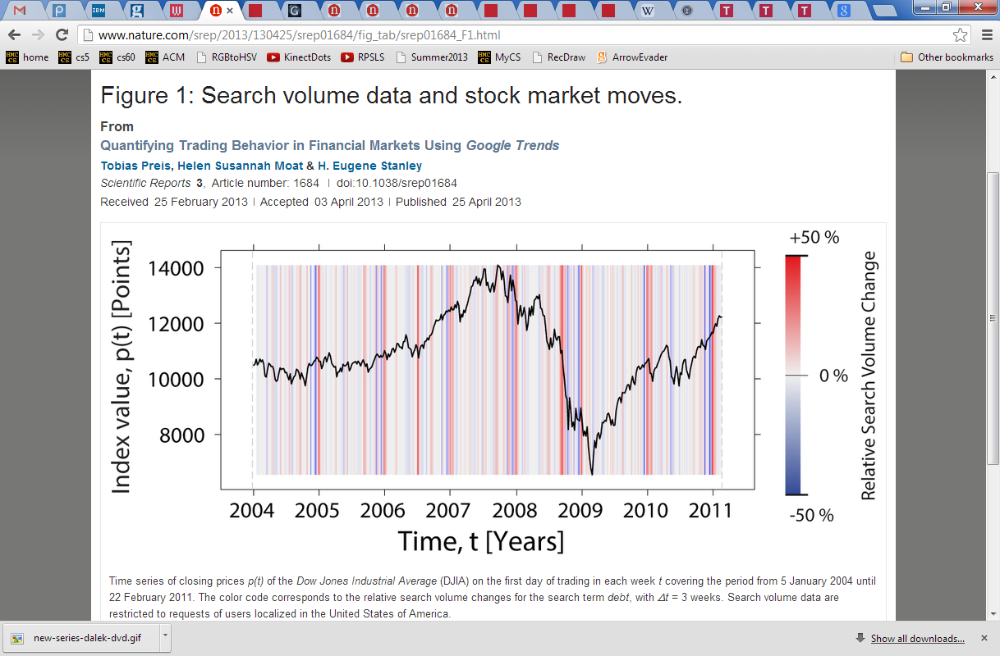 IBM
www.nature.com/srep/2013/130425/srep01684/fig_tab/srep01684_F1.html
home cs5 cs60 ACM RGBtoHSV KinectDots RPSLS Summer2013 MyCS RecDraw ArrowEvader Other bookmarks
Figure 1: Search volume data and stock market moves.
From
Quantifying Trading Behavior in Financial Markets Using Google Trends
Tobias Preis, Helen Susannah Moat & H. Eugene Stanley
Scientific Reports 3, Article number: 1684 | doi:10.1038/srep01684
Received 25 February 2013 | Accepted 03 April 2013 | Published 25 April 2013
Index value, p(t) [Points]
14000
12000
10000
8000
2004 2005 2006 2007 2008 2009 2010 2011
Time, t [Years]
+50 %
0 %
-50 %
Relative Search Volume Change
Time series of closing prices p(t) of the Dow Jones Industrial Average (DJIA) on the first day of trading in each week t covering the period from 5 January 2004 until
22 February 2011. The color code corresponds to the relative search volume changes for the search term debt, with Δt = 3 weeks. Search volume data are
restricted to requests of users localized in the United States of America.
new-series-dalek-dvd.gif
Show all downloads...